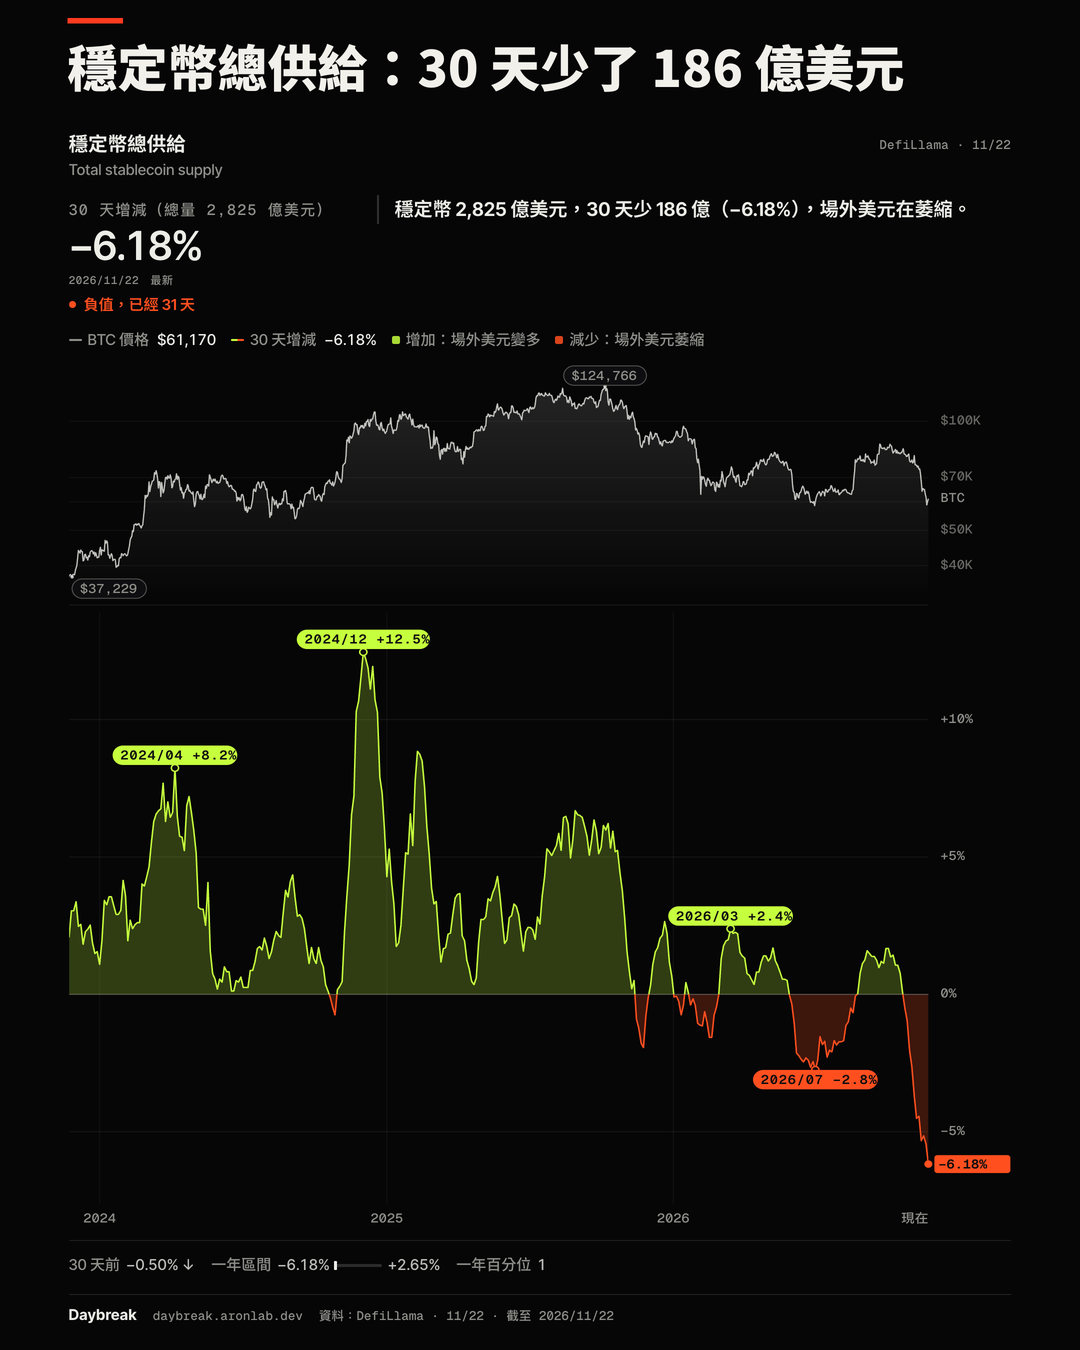 穩定幣總供給：30 天少了 186 億美元
穩定幣總供給
DefiLlama · 11/22
Total stablecoin supply
30 天增減（總量 2,825 億美元）
穩定幣 2,825 億美元，30 天少 186 億（−6.18%），場外美元在萎縮。
−6.18%
2026/11/22 最新
負值，已經 31 天
BTC 價格 $61,170 30 天增減 −6.18% 增加：場外美元變多 減少：場外美元萎縮
$124,766
$100K
$70K
BTC
$50K
$40K
$37,229
2024/12 +12.5%
+10%
2024/04 +8.2%
+5%
2026/03 +2.4%
0%
2026/07 −2.8%
−5%
−6.18%
2024 2025 2026 現在
30 天前 −0.50% ↓ 一年區間 −6.18% +2.65% 一年百分位 1
Daybreak daybreak.aronlab.dev 資料：DefiLlama · 11/22 · 截至 2026/11/22